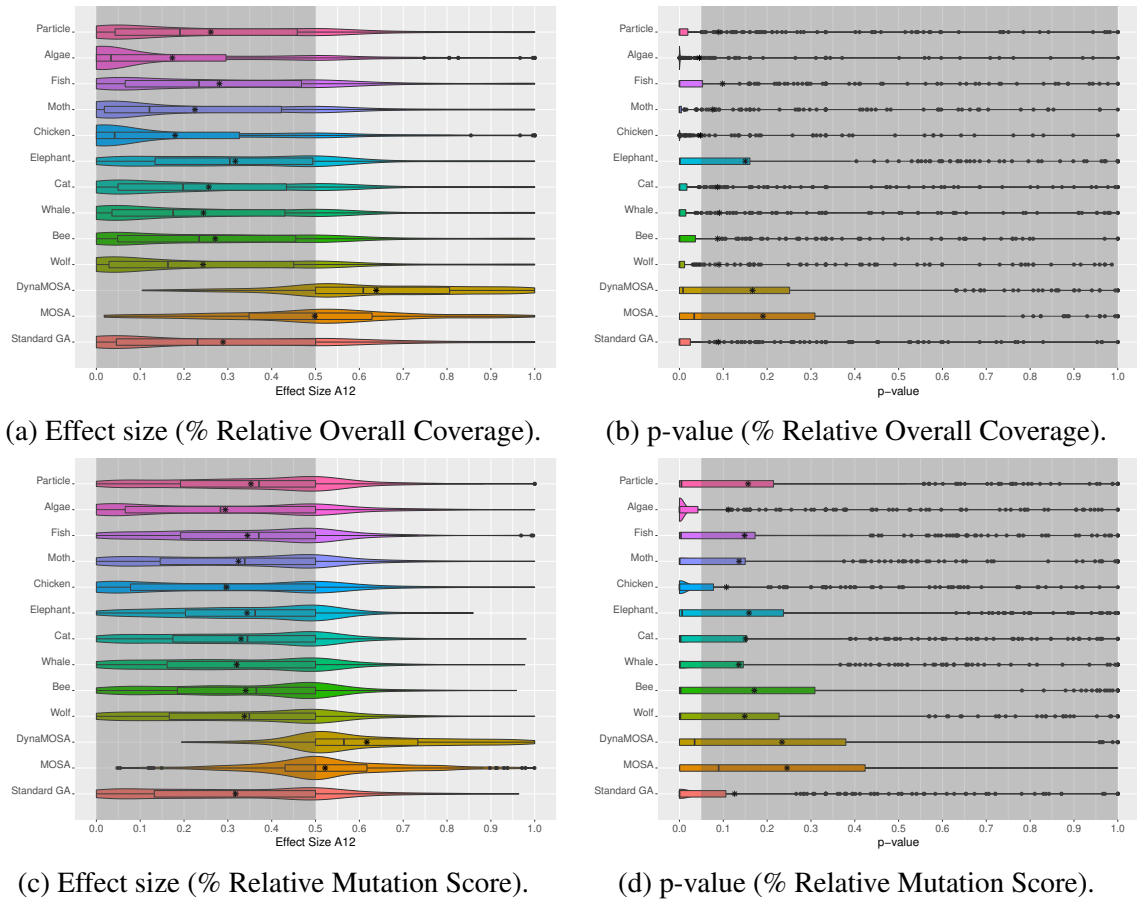 Particle
Algae
Fish
Moth
Chicken
Elephant
Cat
Whale
Bee
Wolf
DynaMOSA
MOSA
Standard GA
0.0 0.1 0.2 0.3 0.4 0.5 0.6 0.7 0.8 0.9 1.0
Effect Size A12
(a) Effect size (% Relative Overall Coverage).
Particle
Algae
Fish
Moth
Chicken
Elephant
Cat
Whale
Bee
Wolf
DynaMOSA
MOSA
Standard GA
0.0 0.1 0.2 0.3 0.4 0.5 0.6 0.7 0.8 0.9 1.0
p−value
(b) p-value (% Relative Overall Coverage).
Particle
Algae
Fish
Moth
Chicken
Elephant
Cat
Whale
Bee
Wolf
DynaMOSA
MOSA
Standard GA
0.0 0.1 0.2 0.3 0.4 0.5 0.6 0.7 0.8 0.9 1.0
Effect Size A12
(c) Effect size (% Relative Mutation Score).
Particle
Algae
Fish
Moth
Chicken
Elephant
Cat
Whale
Bee
Wolf
DynaMOSA
MOSA
Standard GA
0.0 0.1 0.2 0.3 0.4 0.5 0.6 0.7 0.8 0.9 1.0
p−value
(d) p-value (% Relative Mutation Score).